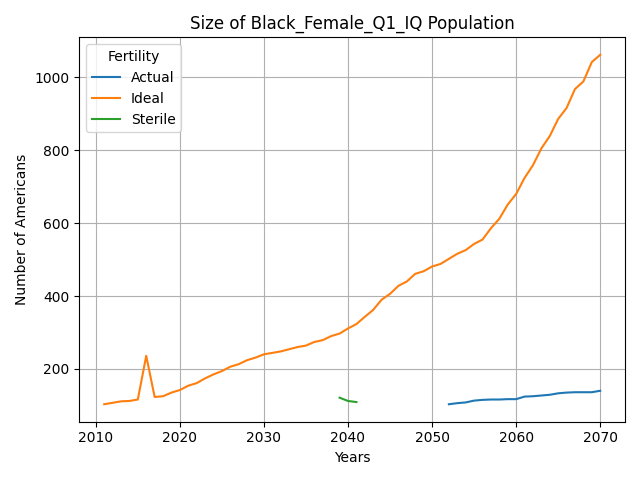 Size of Black_Female_Q1_IQ Population
Fertility
Actual
Ideal
Sterile
Number of Americans
1000
800
600
400
200
2010 2020 2030 2040 2050 2060 2070
Years